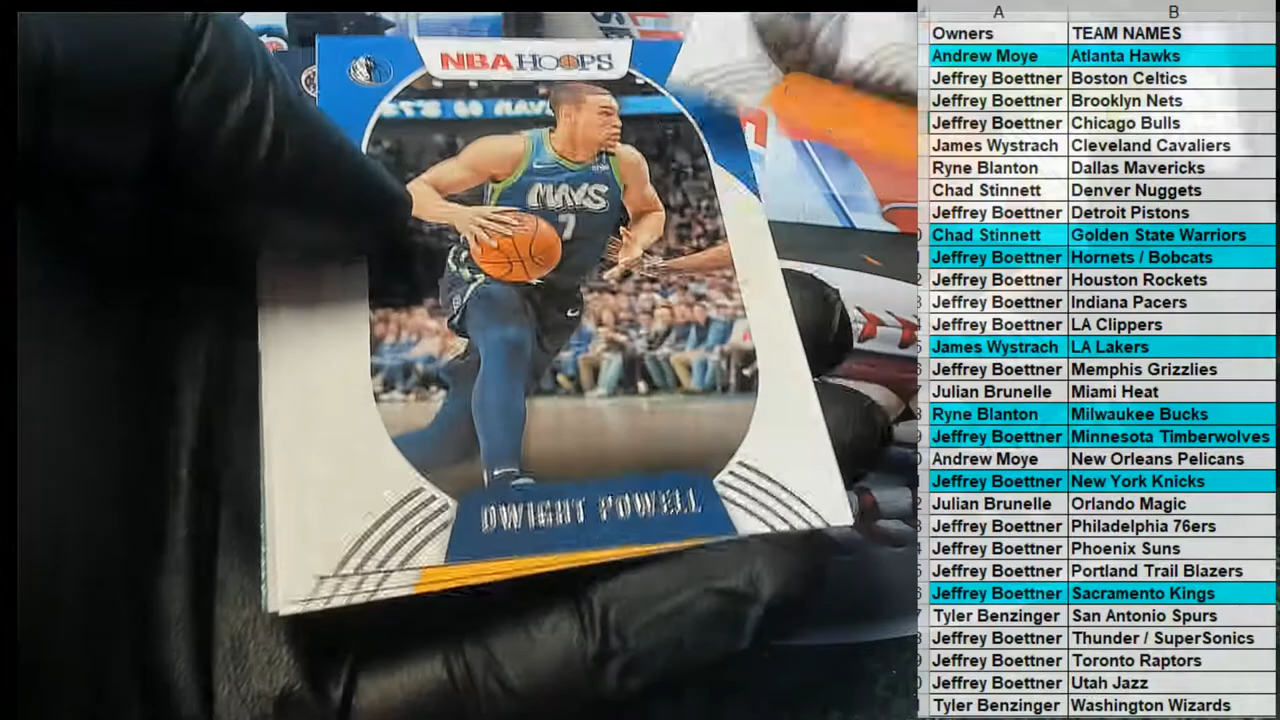 NBA HOOPS
LET'S GO MAVS
MAVS
7
DWIGHT POWELL
A B
Owners TEAM NAMES
Andrew Moye Atlanta Hawks
Jeffrey Boettner Boston Celtics
Jeffrey Boettner Brooklyn Nets
Jeffrey Boettner Chicago Bulls
James Wystrach Cleveland Cavaliers
Ryne Blanton Dallas Mavericks
Chad Stinnett Denver Nuggets
Jeffrey Boettner Detroit Pistons
Chad Stinnett Golden State Warriors
Jeffrey Boettner Hornets / Bobcats
Jeffrey Boettner Houston Rockets
Jeffrey Boettner Indiana Pacers
Jeffrey Boettner LA Clippers
James Wystrach LA Lakers
Jeffrey Boettner Memphis Grizzlies
Julian Brunelle Miami Heat
Ryne Blanton Milwaukee Bucks
Jeffrey Boettner Minnesota Timberwolves
Andrew Moye New Orleans Pelicans
Jeffrey Boettner New York Knicks
Julian Brunelle Orlando Magic
Jeffrey Boettner Philadelphia 76ers
Jeffrey Boettner Phoenix Suns
Jeffrey Boettner Portland Trail Blazers
Jeffrey Boettner Sacramento Kings
Tyler Benzinger San Antonio Spurs
Jeffrey Boettner Thunder / SuperSonics
Jeffrey Boettner Toronto Raptors
Jeffrey Boettner Utah Jazz
Tyler Benzinger Washington Wizards